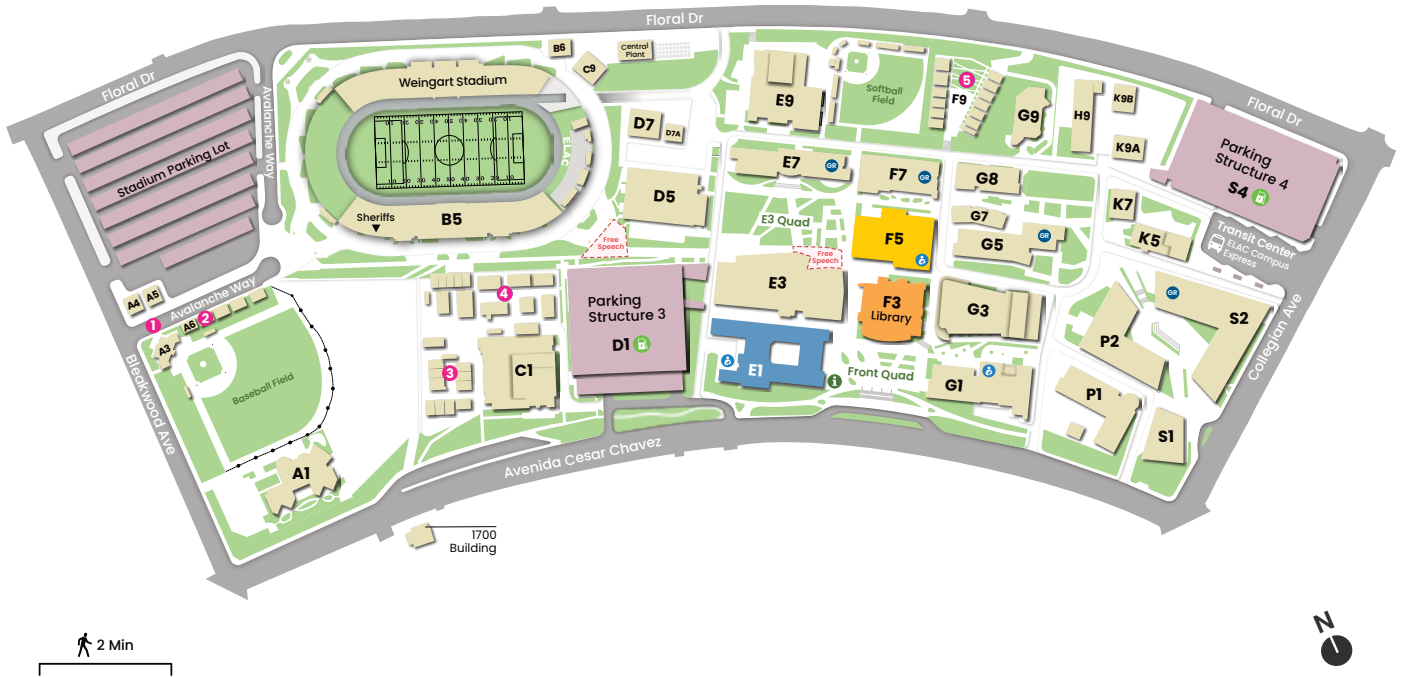 Floral Dr
Floral Dr
Floral Dr
Avalanche Way
Stadium Parking Lot
Weingart Stadium
ELAC
Sheriffs
B5
B6
C9
Central
Plant
D7
D7A
D5
Free
Speech
E9
Softball
Field
5
F9
G9
H9
K9B
K9A
Parking
Structure 4
S4
E7
GR
F7
GR
G8
G7
G5
GR
K7
K5
Transit Center
ELAC Campus
Express
E3 Quad
F5
Free
Speech
E3
F3
Library
G3
A4
A5
Avalanche Way
1
2
A6
A3
Baseball Field
Bleakwood Ave
4
3
C1
Parking
Structure 3
D1
E1
i
Front Quad
G1
GR
S2
P2
P1
S1
Collegian Ave
A1
Avenida Cesar Chavez
1700
Building
2 Min
N